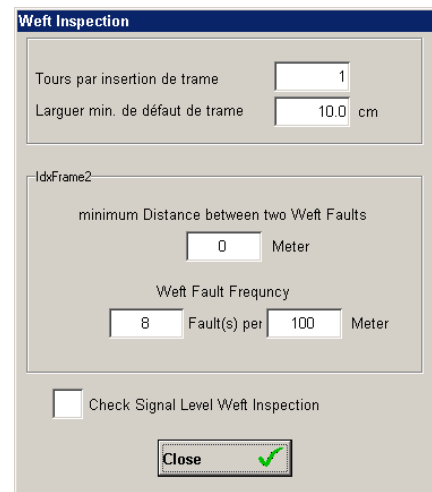 Weft Inspection
Tours par insertion de trame 1
Larguer min. de défaut de trame 10.0 cm
IdxFrame2
minimum Distance between two Weft Faults
0 Meter
Weft Fault Frequncy
8 Fault(s) per 100 Meter
Check Signal Level Weft Inspection
Close